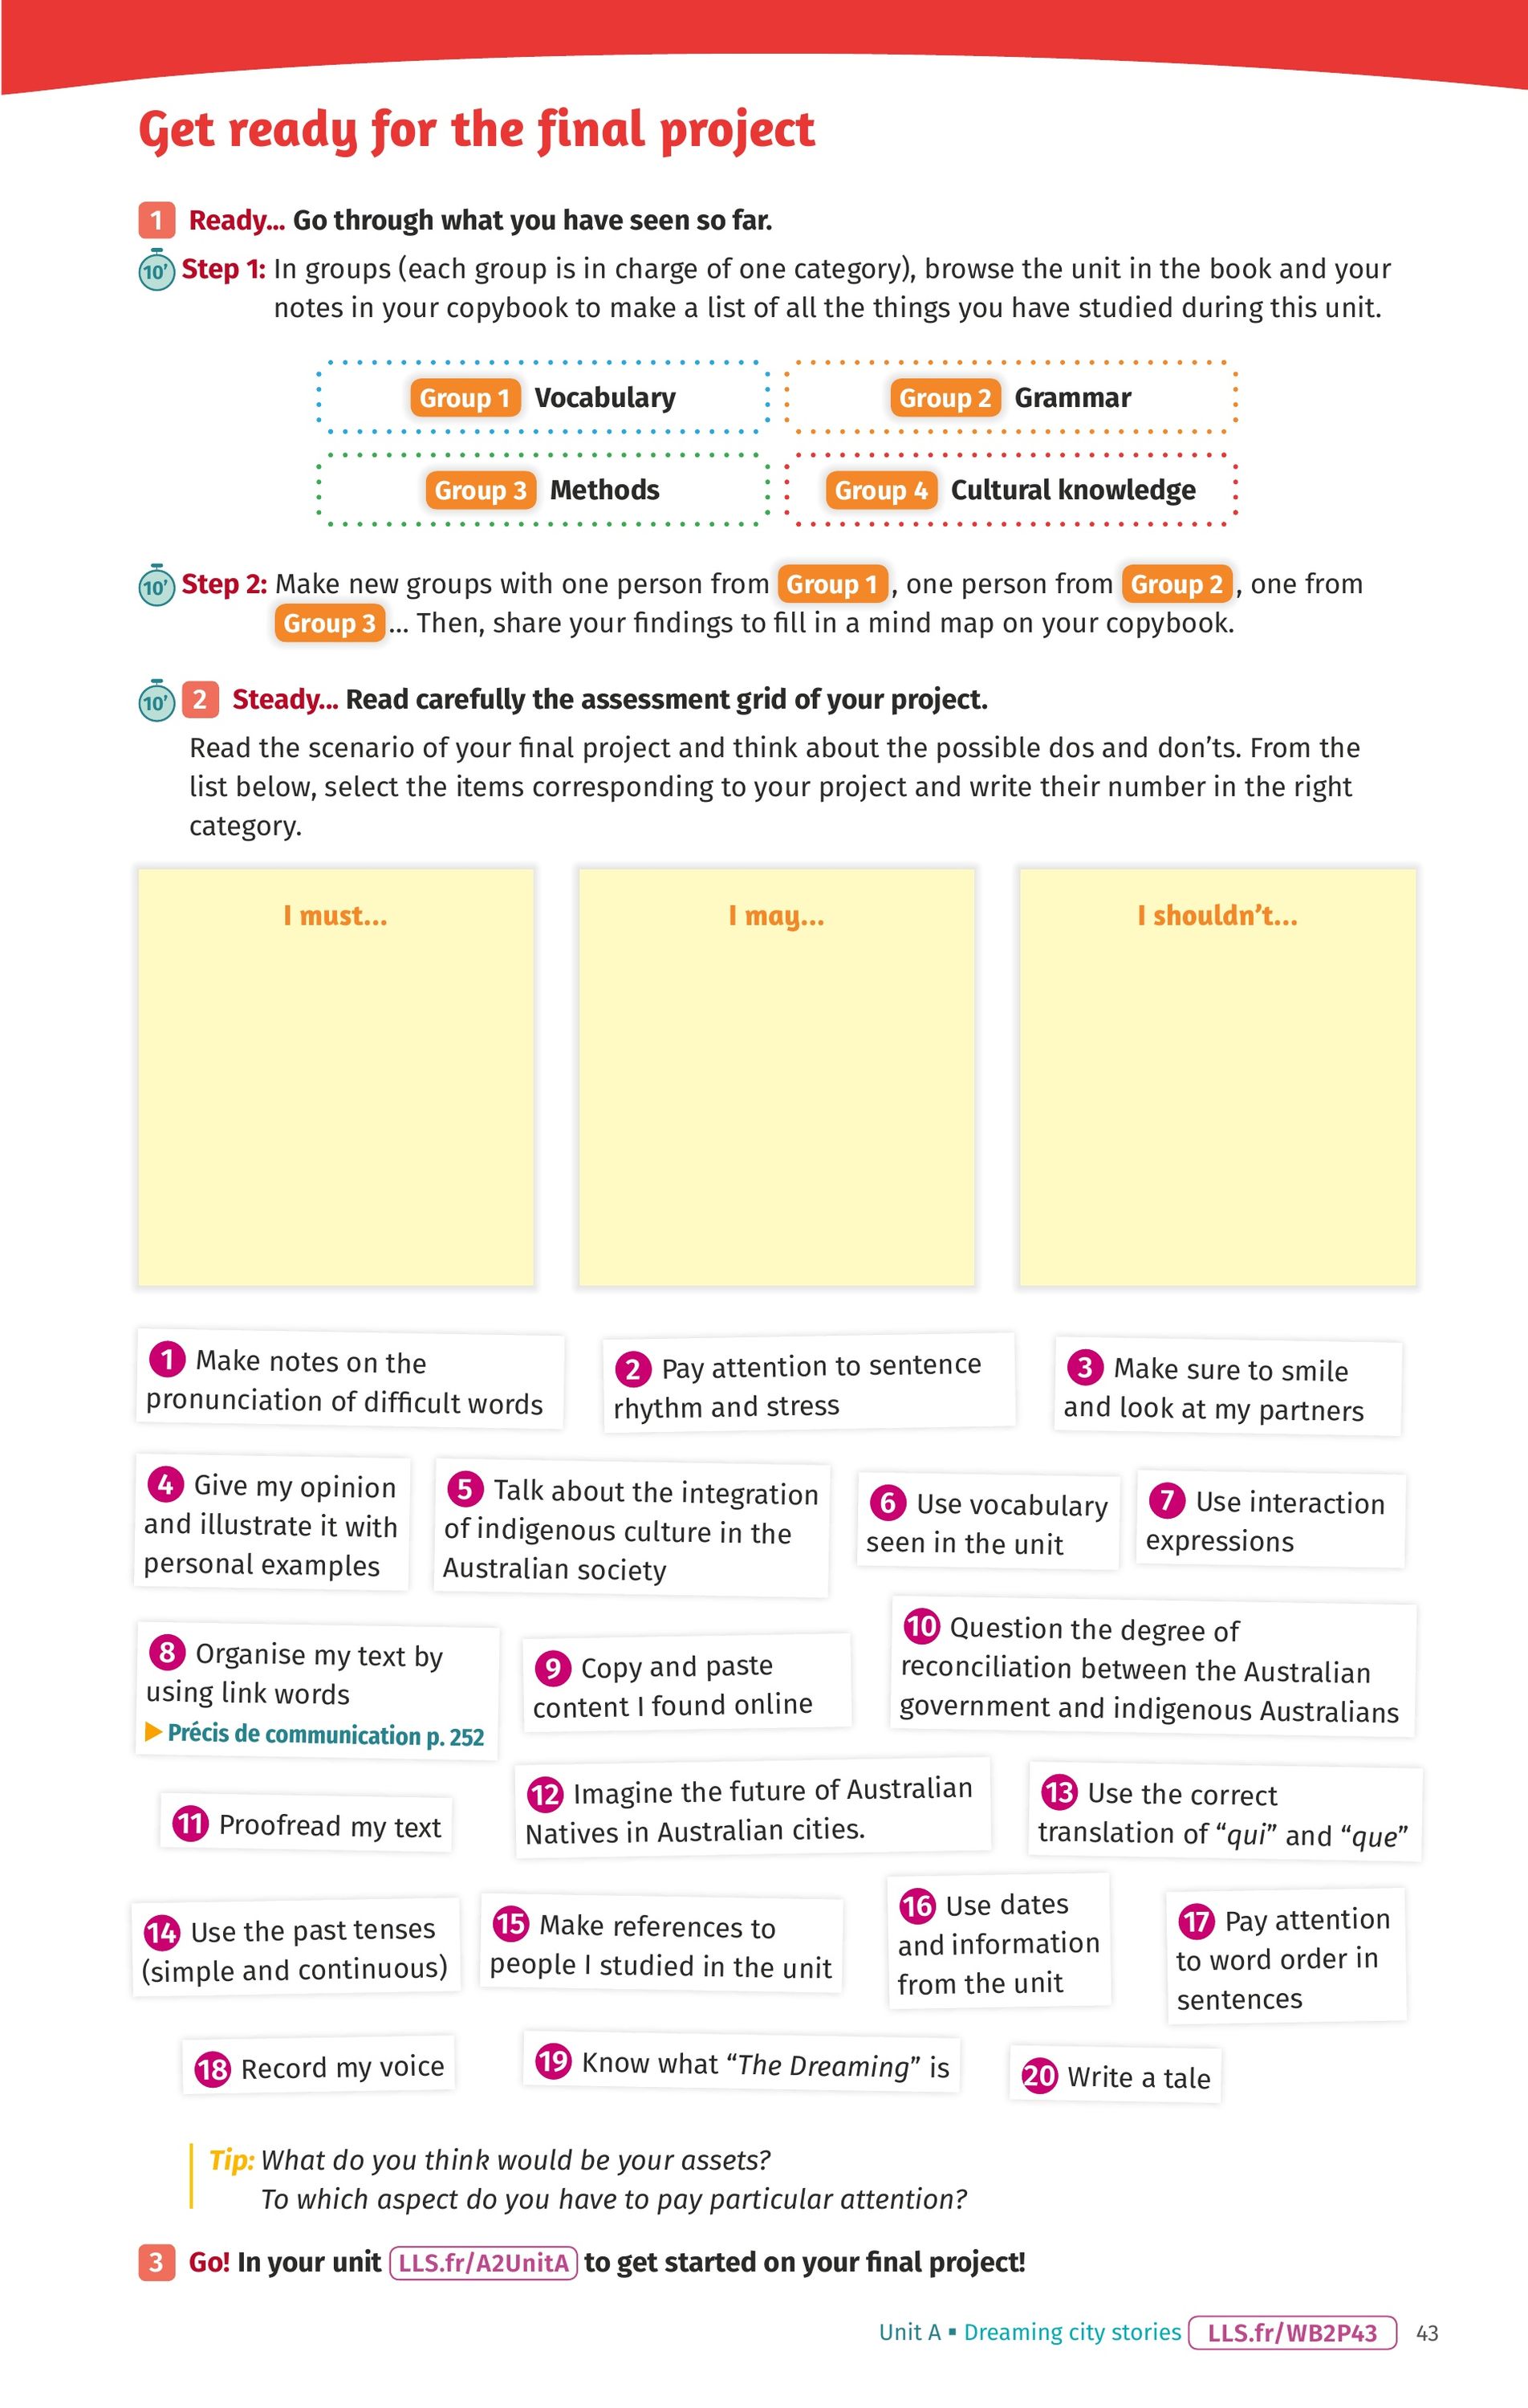 Get ready for the final project
1 Ready... Go through what you have seen so far.
10' Step 1: In groups (each group is in charge of one category), browse the unit in the book and your
notes in your copybook to make a list of all the things you have studied during this unit.
Group 1 Vocabulary
Group 2 Grammar
Group 3 Methods
Group 4 Cultural knowledge
10' Step 2: Make new groups with one person from Group 1, one person from Group 2, one from
Group 3... Then, share your findings to fill in a mind map on your copybook.
10' 2 Steady... Read carefully the assessment grid of your project.
Read the scenario of your final project and think about the possible dos and don'ts. From the
list below, select the items corresponding to your project and write their number in the right
category.
I must...
I may...
I shouldn't...
1 Make notes on the
pronunciation of difficult words
2 Pay attention to sentence
rhythm and stress
3 Make sure to smile
and look at my partners
4 Give my opinion
and illustrate it with
personal examples
5 Talk about the integration
of indigenous culture in the
Australian society
6 Use vocabulary
seen in the unit
7 Use interaction
expressions
8 Organise my text by
using link words
▶ Précis de communication p. 252
9 Copy and paste
content I found online
10 Question the degree of
reconciliation between the Australian
government and indigenous Australians
11 Proofread my text
12 Imagine the future of Australian
Natives in Australian cities.
13 Use the correct
translation of “qui” and “que”
14 Use the past tenses
(simple and continuous)
15 Make references to
people I studied in the unit
16 Use dates
and information
from the unit
17 Pay attention
to word order in
sentences
18 Record my voice
19 Know what “The Dreaming” is
20 Write a tale
Tip: What do you think would be your assets?
To which aspect do you have to pay particular attention?
3 Go! In your unit LLS.fr/A2UnitA to get started on your final project!
Unit A ▪ Dreaming city stories LLS.fr/WB2P43 43